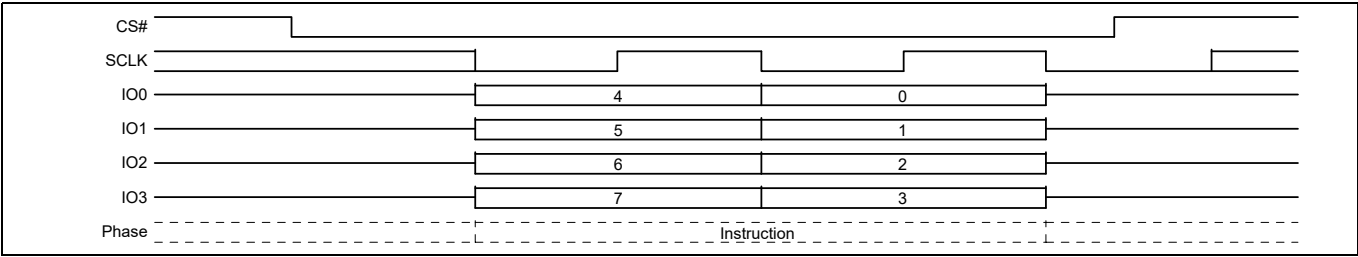 CS#
SCLK
IO0 4 0
IO1 5 1
IO2 6 2
IO3 7 3
Phase Instruction